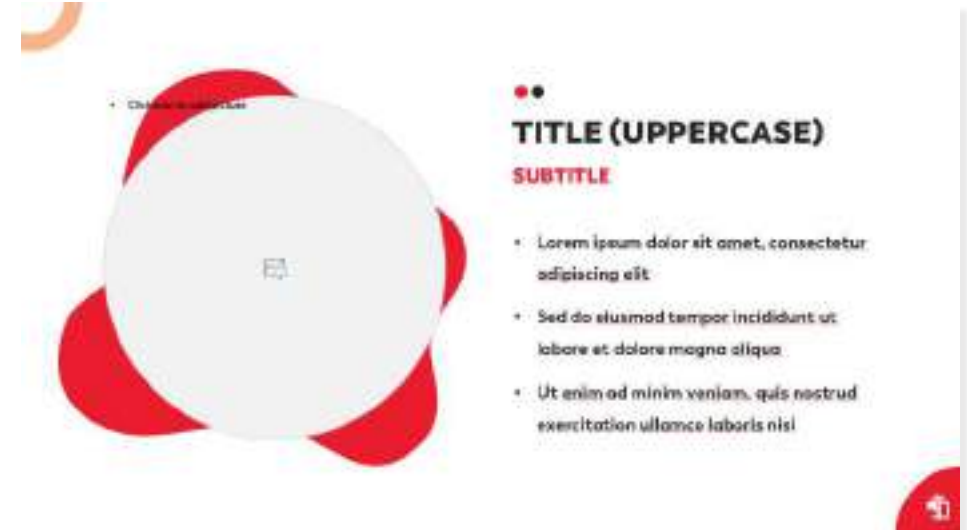 TITLE (UPPERCASE)
SUBTITLE
• Lorem ipsum dolor sit amet, consectetur
adipiscing elit
• Sed do eiusmod tempor incididunt ut
labore et dolore magna aliqua
• Ut enim ad minim veniam, quis nostrud
exercitation ullamco laboris nisi